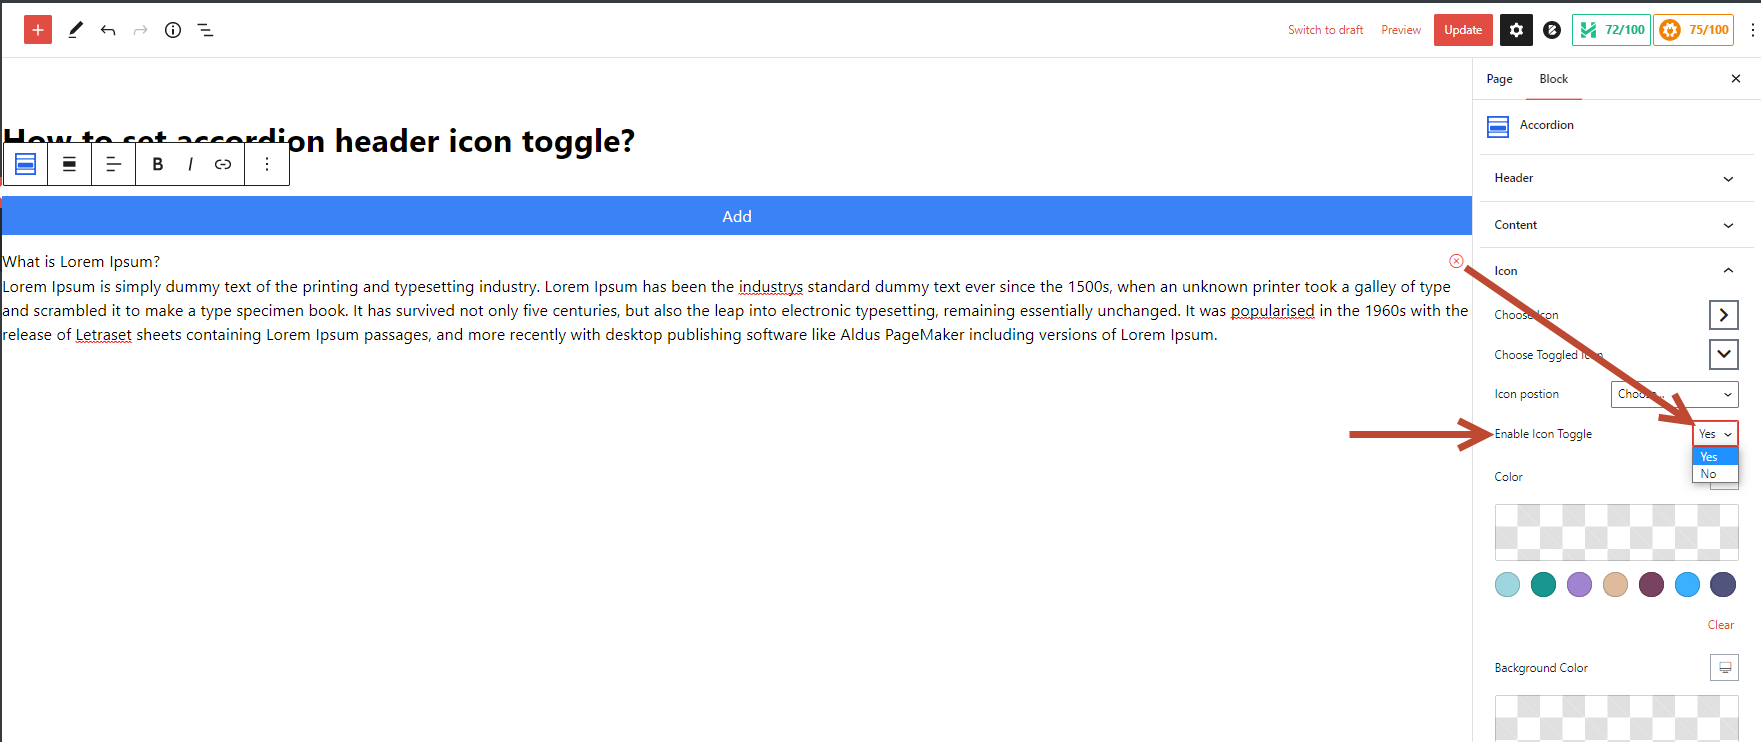 Switch to draft
Preview
Update
72/100
75/100
Page
Block
Accordion
How to set accordion header icon toggle?
B I
Header
Add
Content
What is Lorem Ipsum?
Icon
Lorem Ipsum is simply dummy text of the printing and typesetting industry. Lorem Ipsum has been the industrys standard dummy text ever since the 1500s, when an unknown printer took a galley of type
and scrambled it to make a type specimen book. It has survived not only five centuries, but also the leap into electronic typesetting, remaining essentially unchanged. It was popularised in the 1960s with the
release of Letraset sheets containing Lorem Ipsum passages, and more recently with desktop publishing software like Aldus PageMaker including versions of Lorem Ipsum.
Choose Icon
Choose Toggled Icon
Icon postion
Choose...
Enable Icon Toggle
Yes
Yes
No
Color
Clear
Background Color